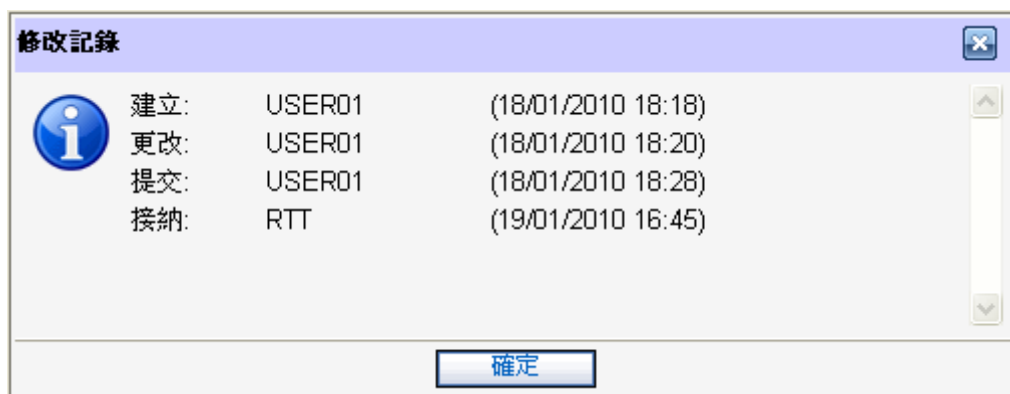 修改記錄
建立: USER01 (18/01/2010 18:18)
更改: USER01 (18/01/2010 18:20)
提交: USER01 (18/01/2010 18:28)
接納: RTT (19/01/2010 16:45)
確定